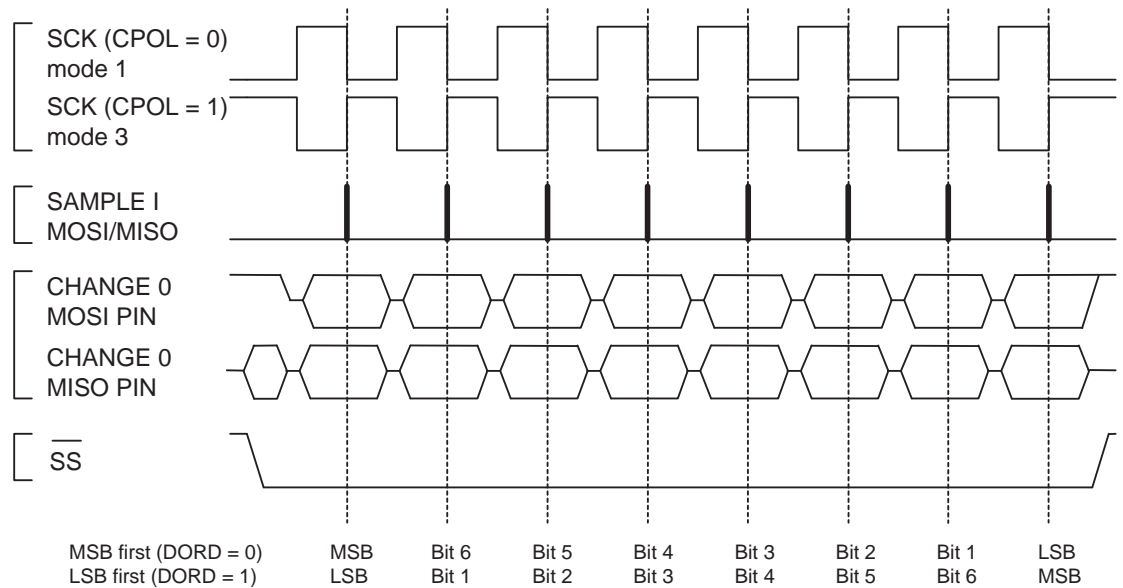 SCK (CPOL = 0)
mode 1
SCK (CPOL = 1)
mode 3
SAMPLE I
MOSI/MISO
CHANGE 0
MOSI PIN
CHANGE 0
MISO PIN
SS
MSB first (DORD = 0) MSB Bit 6 Bit 5 Bit 4 Bit 3 Bit 2 Bit 1 LSB
LSB first (DORD = 1) LSB Bit 1 Bit 2 Bit 3 Bit 4 Bit 5 Bit 6 MSB